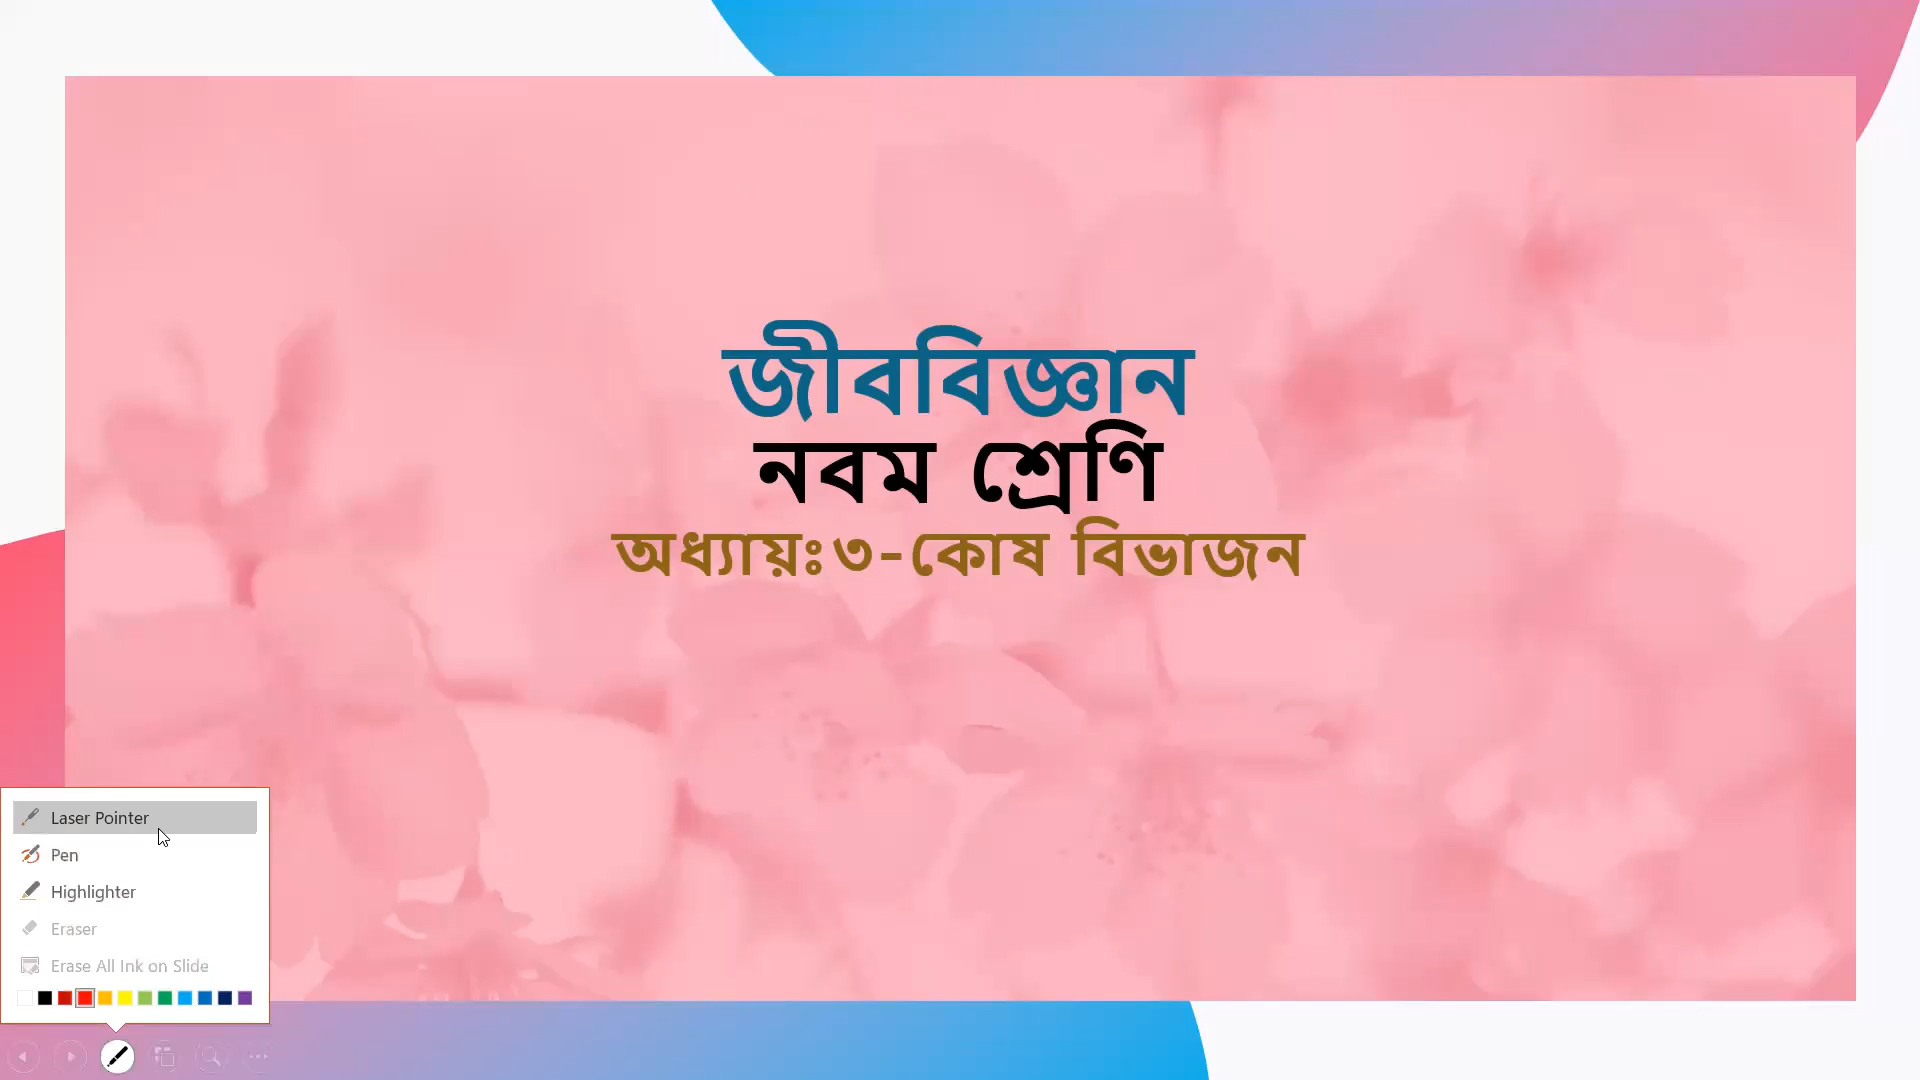 জীববিজ্ঞান
নবম শ্রেণি
অধ্যায়ঃ৩-কোষ বিভাজন
Laser Pointer
Pen
Highlighter
Eraser
Erase All Ink on Slide